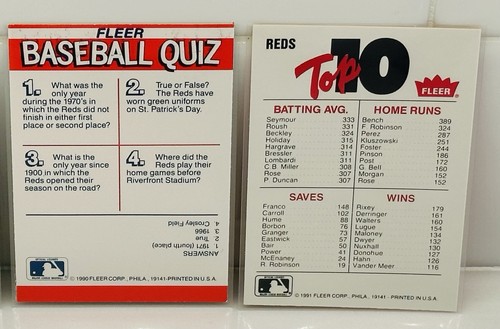 FLEER
BASEBALL QUIZ
1. What was the
only year
during the 1970's in
which the Reds did not
finish in either first
place or second place?
2. True or False?
The Reds have
worn green uniforms
on St. Patrick's Day.
3. What is the
only year since
1900 in which the
Reds opened their
season on the road?
4. Where did the
Reds play their
home games before
Riverfront Stadium?
ANSWERS
1. 1971 (fourth place)
2. True
3. 1966
4. Crosley Field
© 1990 FLEER CORP., PHILA., 19141-PRINTED IN U.S.A.
REDS
Top 10
FLEER®
BATTING AVG.
Seymour 333
Roush 331
Beckley 324
Holiday 315
Hargrave 314
Bressler 311
Lombardi 311
C.B. Miller 308
Rose 307
P. Duncan 307
HOME RUNS
Bench 389
F. Robinson 324
Perez 287
Kluszowski 251
Foster 244
Pinson 186
Post 172
G. Bell 160
Morgan 152
Rose 152
SAVES
Franco 148
Carroll 102
Hume 88
Borbon 76
Granger 73
Eastwick 57
Bair 50
Power 41
McEnaney 24
R. Robinson 19
WINS
Rixey 179
Derringer 161
Walters 160
Lugue 154
Maloney 134
Dwyer 132
Nuxhall 130
Donohue 127
Hahn 126
Vander Meer 116
© 1991 FLEER CORP., PHILA., 19141-PRINTED IN U.S.A.